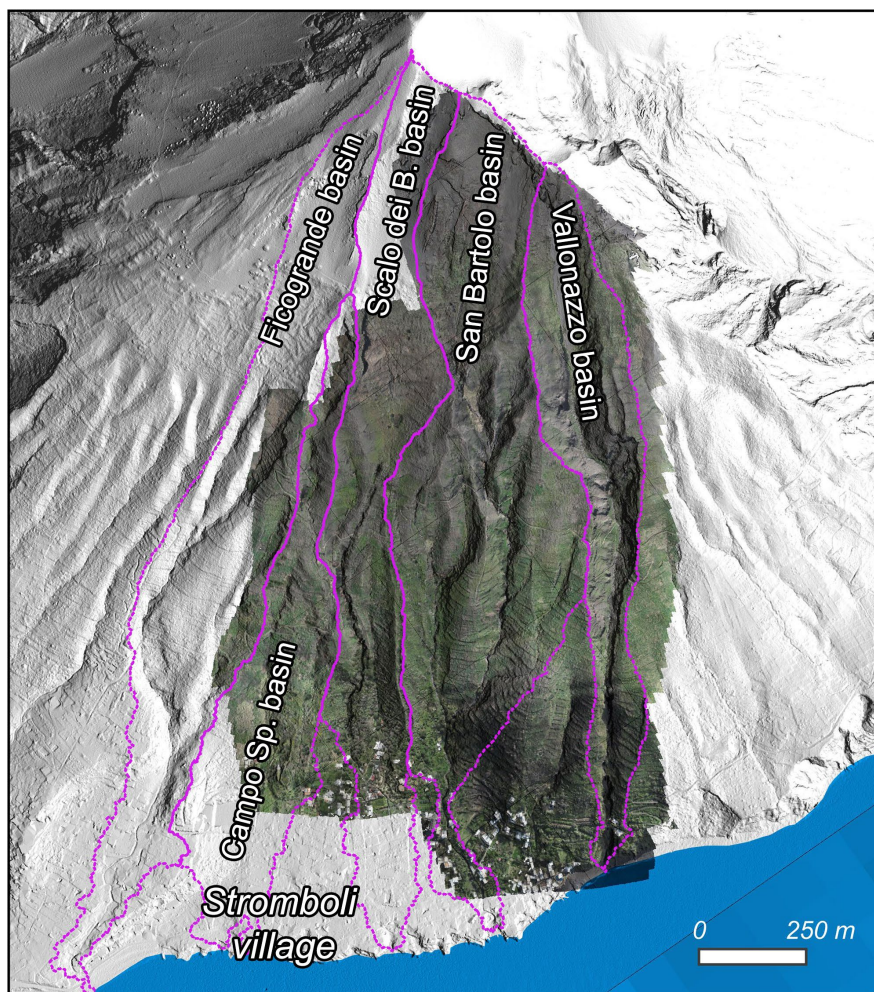 Ficogrande basin
Scalo dei B. basin
San Bartolo basin
Vallonazzo basin
Campo Sp. basin
Stromboli
village
0 250 m